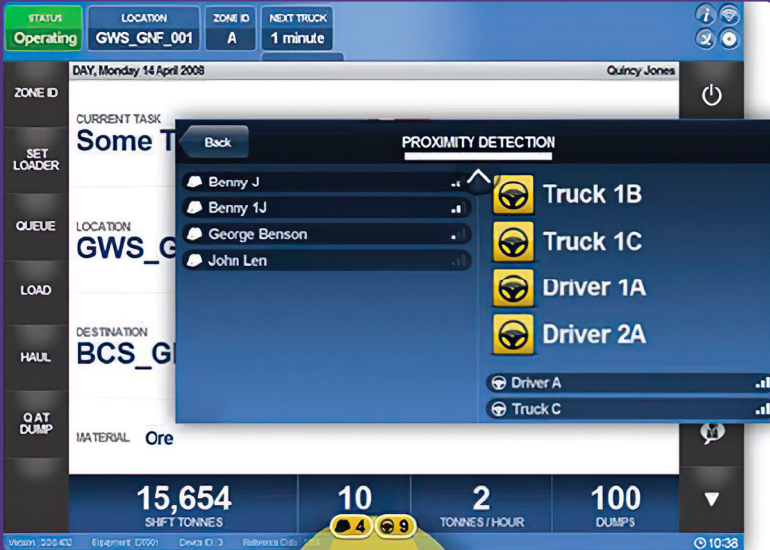 STATUS
Operating
LOCATION
GWS_GNF_001
ZONE ID
A
NEXT TRUCK
1 minute
DAY, Monday 14 April 2008
Quincy Jones
ZONE ID
SET
LOADER
QUEUE
LOAD
HAUL
Q AT
DUMP
CURRENT TASK
Some T
LOCATION
GWS_G
DESTINATION
BCS_G
MATERIAL Ore
Back
PROXIMITY DETECTION
Benny J
Benny 1J
George Benson
John Len
Truck 1B
Truck 1C
Driver 1A
Driver 2A
Driver A
Truck C
15,654
SHIFT TONNES
10
4
9
2
TONNES / HOUR
100
DUMPS
10:38